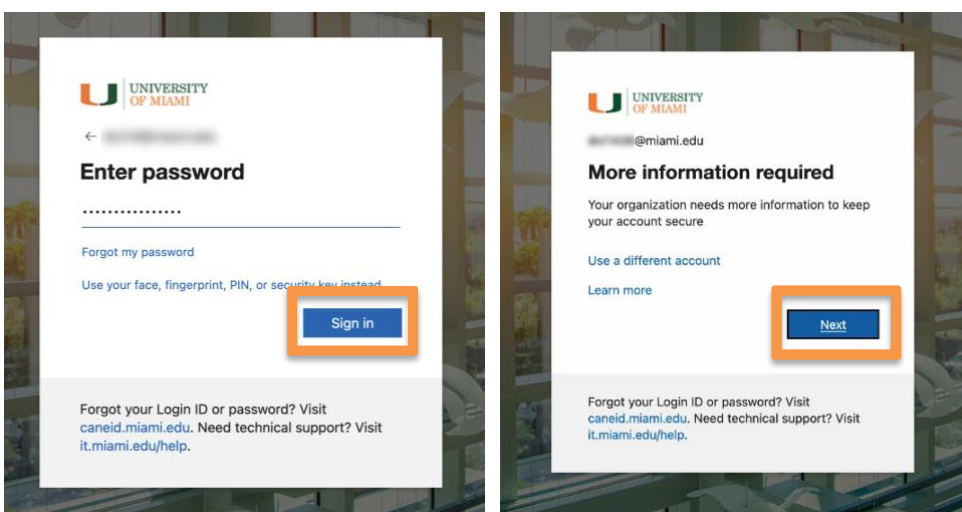 UNIVERSITY
OF MIAMI
Enter password
Forgot my password
Use your face, fingerprint, PIN, or security key instead
Sign in
Forgot your Login ID or password? Visit
caneid.miami.edu. Need technical support? Visit
it.miami.edu/help.
UNIVERSITY
OF MIAMI
@miami.edu
More information required
Your organization needs more information to keep
your account secure
Use a different account
Learn more
Next
Forgot your Login ID or password? Visit
caneid.miami.edu. Need technical support? Visit
it.miami.edu/help.